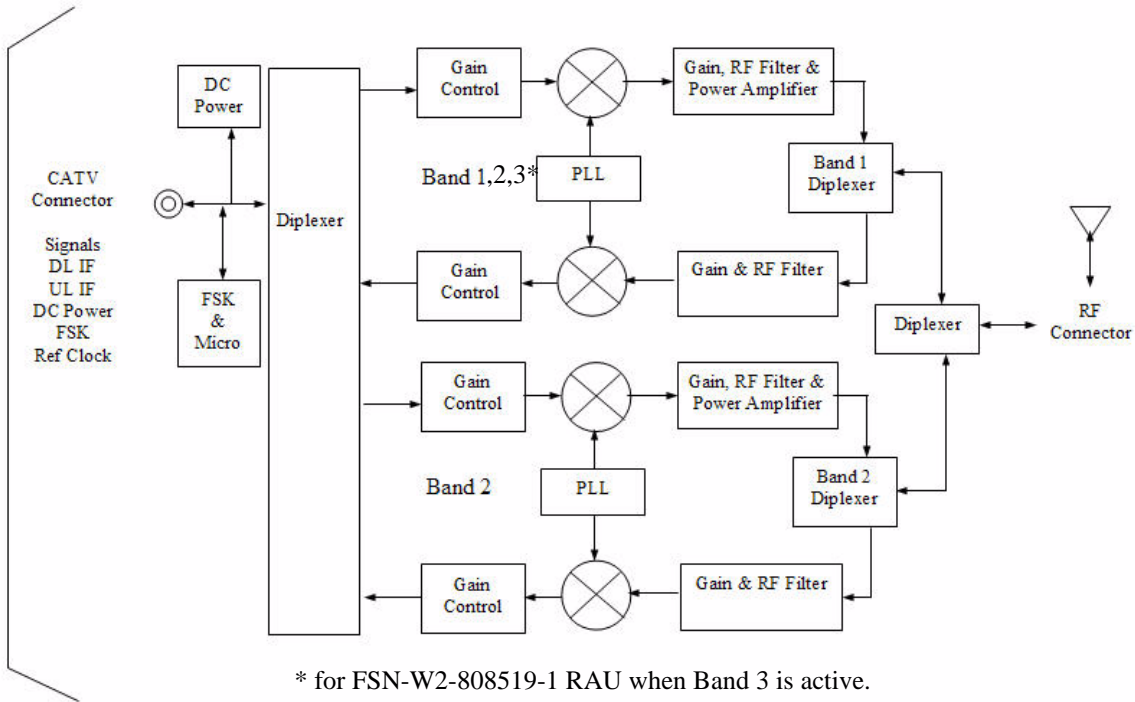 DC
Power
CATV
Connector
Signals
DL IF
UL IF
DC Power
FSK
Ref Clock
FSK
&
Micro
Diplexer
Gain
Control
Gain, RF Filter &
Power Amplifier
Band 1,2,3*
PLL
Band 1
Diplexer
Gain
Control
Gain & RF Filter
Diplexer
RF
Connector
Gain
Control
Gain, RF Filter &
Power Amplifier
Band 2
PLL
Band 2
Diplexer
Gain
Control
Gain & RF Filter
* for FSN-W2-808519-1 RAU when Band 3 is active.